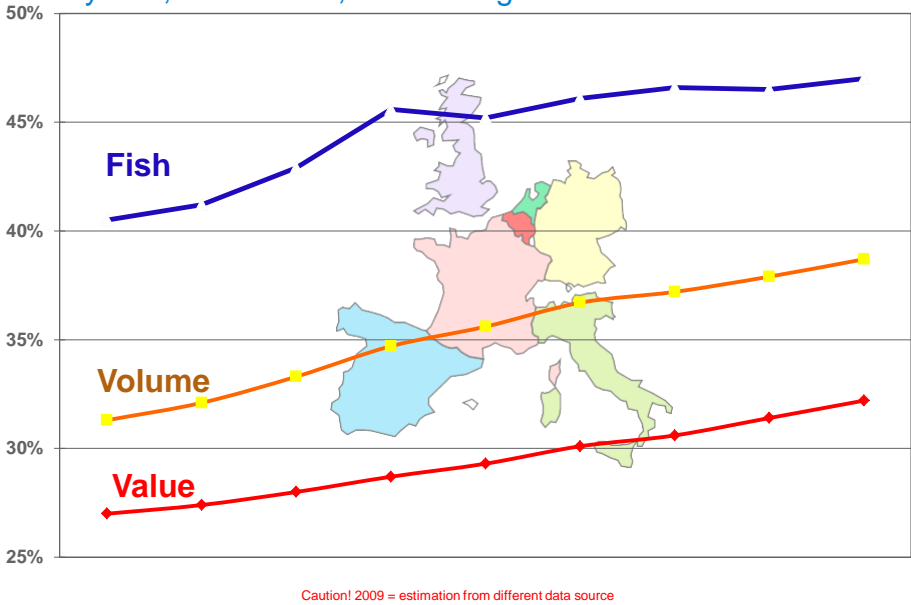 50%
45%
Fish
40%
35%
Volume
30%
Value
25%
Caution! 2009 = estimation from different data source